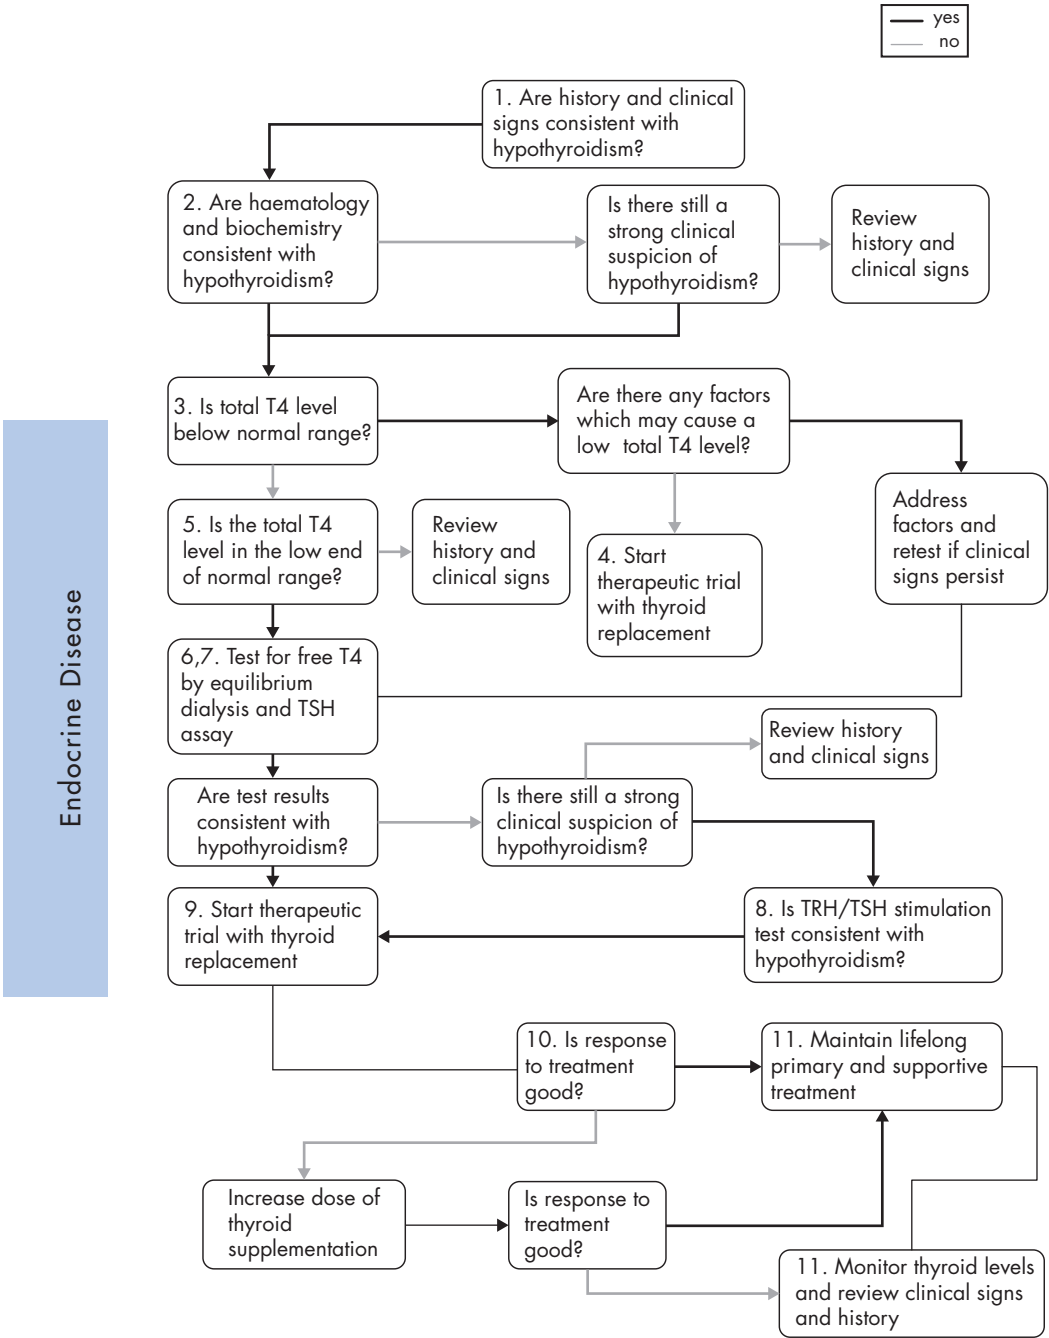 yes
no
1. Are history and clinical
signs consistent with
hypothyroidism?
2. Are haematology
and biochemistry
consistent with
hypothyroidism?
Is there still a
strong clinical
suspicion of
hypothyroidism?
Review
history and
clinical signs
3. Is total T4 level
below normal range?
Are there any factors
which may cause a
low total T4 level?
Address
factors and
retest if clinical
signs persist
5. Is the total T4
level in the low end
of normal range?
Review
history and
clinical signs
4. Start
therapeutic trial
with thyroid
replacement
Endocrine Disease
6,7. Test for free T4
by equilibrium
dialysis and TSH
assay
Review history
and clinical signs
Are test results
consistent with
hypothyroidism?
Is there still a strong
clinical suspicion of
hypothyroidism?
9. Start therapeutic
trial with thyroid
replacement
8. Is TRH/TSH stimulation
test consistent with
hypothyroidism?
10. Is response
to treatment
good?
11. Maintain lifelong
primary and supportive
treatment
Increase dose of
thyroid
supplementation
Is response to
treatment
good?
11. Monitor thyroid levels
and review clinical signs
and history